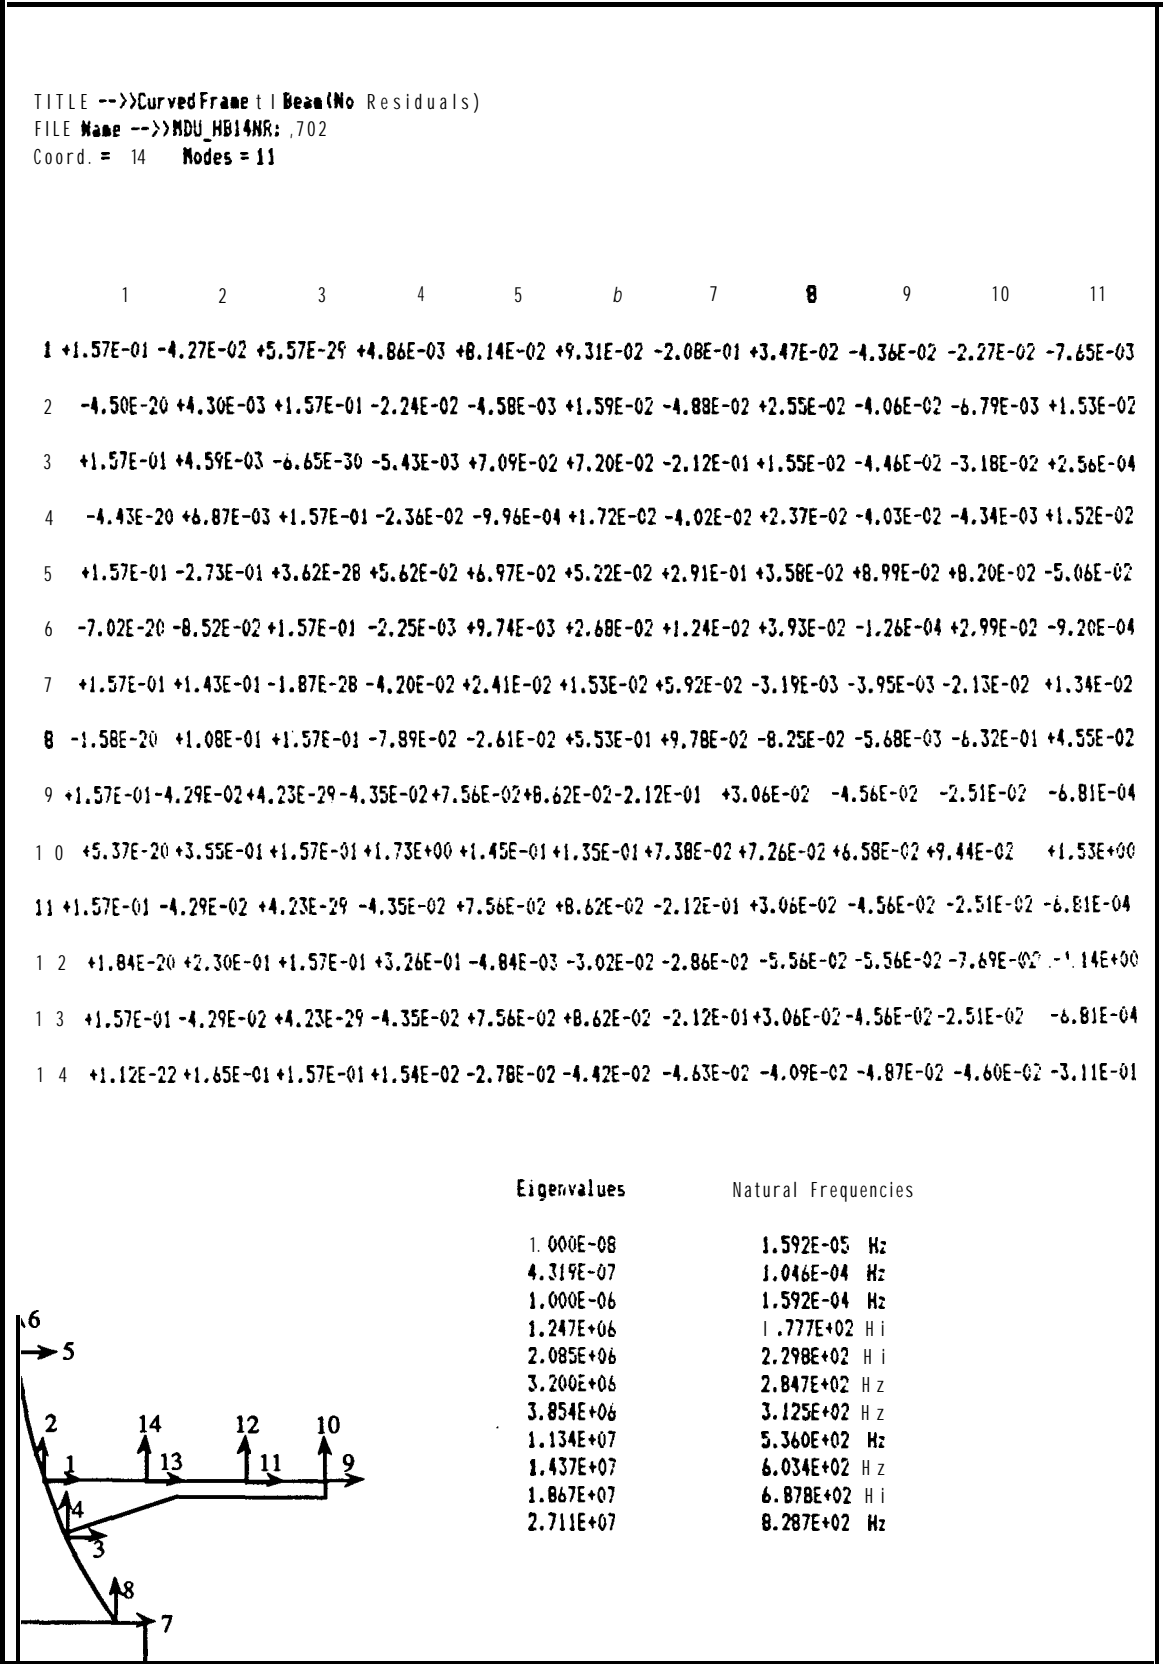 TITLE -->>Curved Frame t l Beam(No Residuals)
FILE Name -->>MDU_HB14NR: ,702
Coord. = 14 Modes = 11
1 2 3 4 5 b 7 8 9 10 11
1 +1.57E-01 -4.27E-02 +5.57E-29 +4.86E-03 +8.14E-02 +9.31E-02 -2.08E-01 +3.47E-02 -4.36E-02 -2.27E-02 -7.65E-03
2 -4.50E-20 +4.30E-03 +1.57E-01 -2.24E-02 -4.58E-03 +1.59E-02 -4.88E-02 +2.55E-02 -4.06E-02 -6.79E-03 +1.53E-02
3 +1.57E-01 +4.59E-03 -6.65E-30 -5.43E-03 +7.09E-02 +7.20E-02 -2.12E-01 +1.55E-02 -4.46E-02 -3.18E-02 +2.56E-04
4 -4.43E-20 +6.87E-03 +1.57E-01 -2.36E-02 -9.96E-04 +1.72E-02 -4.02E-02 +2.37E-02 -4.03E-02 -4.34E-03 +1.52E-02
5 +1.57E-01 -2.73E-01 +3.62E-28 +5.62E-02 +6.97E-02 +5.22E-02 +2.91E-01 +3.58E-02 +8.99E-02 +8.20E-02 -5.06E-02
6 -7.02E-20 -8.52E-02 +1.57E-01 -2.25E-03 +9.74E-03 +2.68E-02 +1.24E-02 +3.93E-02 -1.26E-04 +2.99E-02 -9.20E-04
7 +1.57E-01 +1.43E-01 -1.87E-28 -4.20E-02 +2.41E-02 +1.53E-02 +5.92E-02 -3.19E-03 -3.95E-03 -2.13E-02 +1.34E-02
8 -1.58E-20 +1.08E-01 +1.57E-01 -7.89E-02 -2.61E-02 +5.53E-01 +9.78E-02 -8.25E-02 -5.68E-03 -6.32E-01 +4.55E-02
9 +1.57E-01-4.29E-02+4.23E-29-4.35E-02+7.56E-02+8.62E-02-2.12E-01 +3.06E-02 -4.56E-02 -2.51E-02 -6.81E-04
1 0 +5.37E-20 +3.55E-01 +1.57E-01 +1.73E+00 +1.45E-01 +1.35E-01 +7.38E-02 +7.26E-02 +6.58E-02 +9.44E-02 +1.53E+00
11 +1.57E-01 -4.29E-02 +4.23E-29 -4.35E-02 +7.56E-02 +8.62E-02 -2.12E-01 +3.06E-02 -4.56E-02 -2.51E-02 -6.81E-04
1 2 +1.84E-20 +2.30E-01 +1.57E-01 +3.26E-01 -4.84E-03 -3.02E-02 -2.86E-02 -5.56E-02 -5.56E-02 -7.69E-02 -1.14E+00
1 3 +1.57E-01 -4.29E-02 +4.23E-29 -4.35E-02 +7.56E-02 +8.62E-02 -2.12E-01 +3.06E-02 -4.56E-02 -2.51E-02 -6.81E-04
1 4 +1.12E-22 +1.65E-01 +1.57E-01 +1.54E-02 -2.78E-02 -4.42E-02 -4.63E-02 -4.09E-02 -4.87E-02 -4.60E-02 -3.11E-01
Eigenvalues Natural Frequencies
1. 000E-08 1.592E-05 Hz
4.319E-07 1.046E-04 Hz
1.000E-06 1.592E-04 Hz
1.247E+06 l .777E+02 H i
2.085E+06 2.298E+02 H i
3.200E+06 2.847E+02 H z
3.854E+06 3.125E+02 H z
1.134E+07 5.360E+02 Hz
1.437E+07 6.034E+02 H z
1.867E+07 6.878E+02 H i
2.711E+07 8.287E+02 Hz
6
5
2 14 12 10
1 13 11 9
4
3
8
7